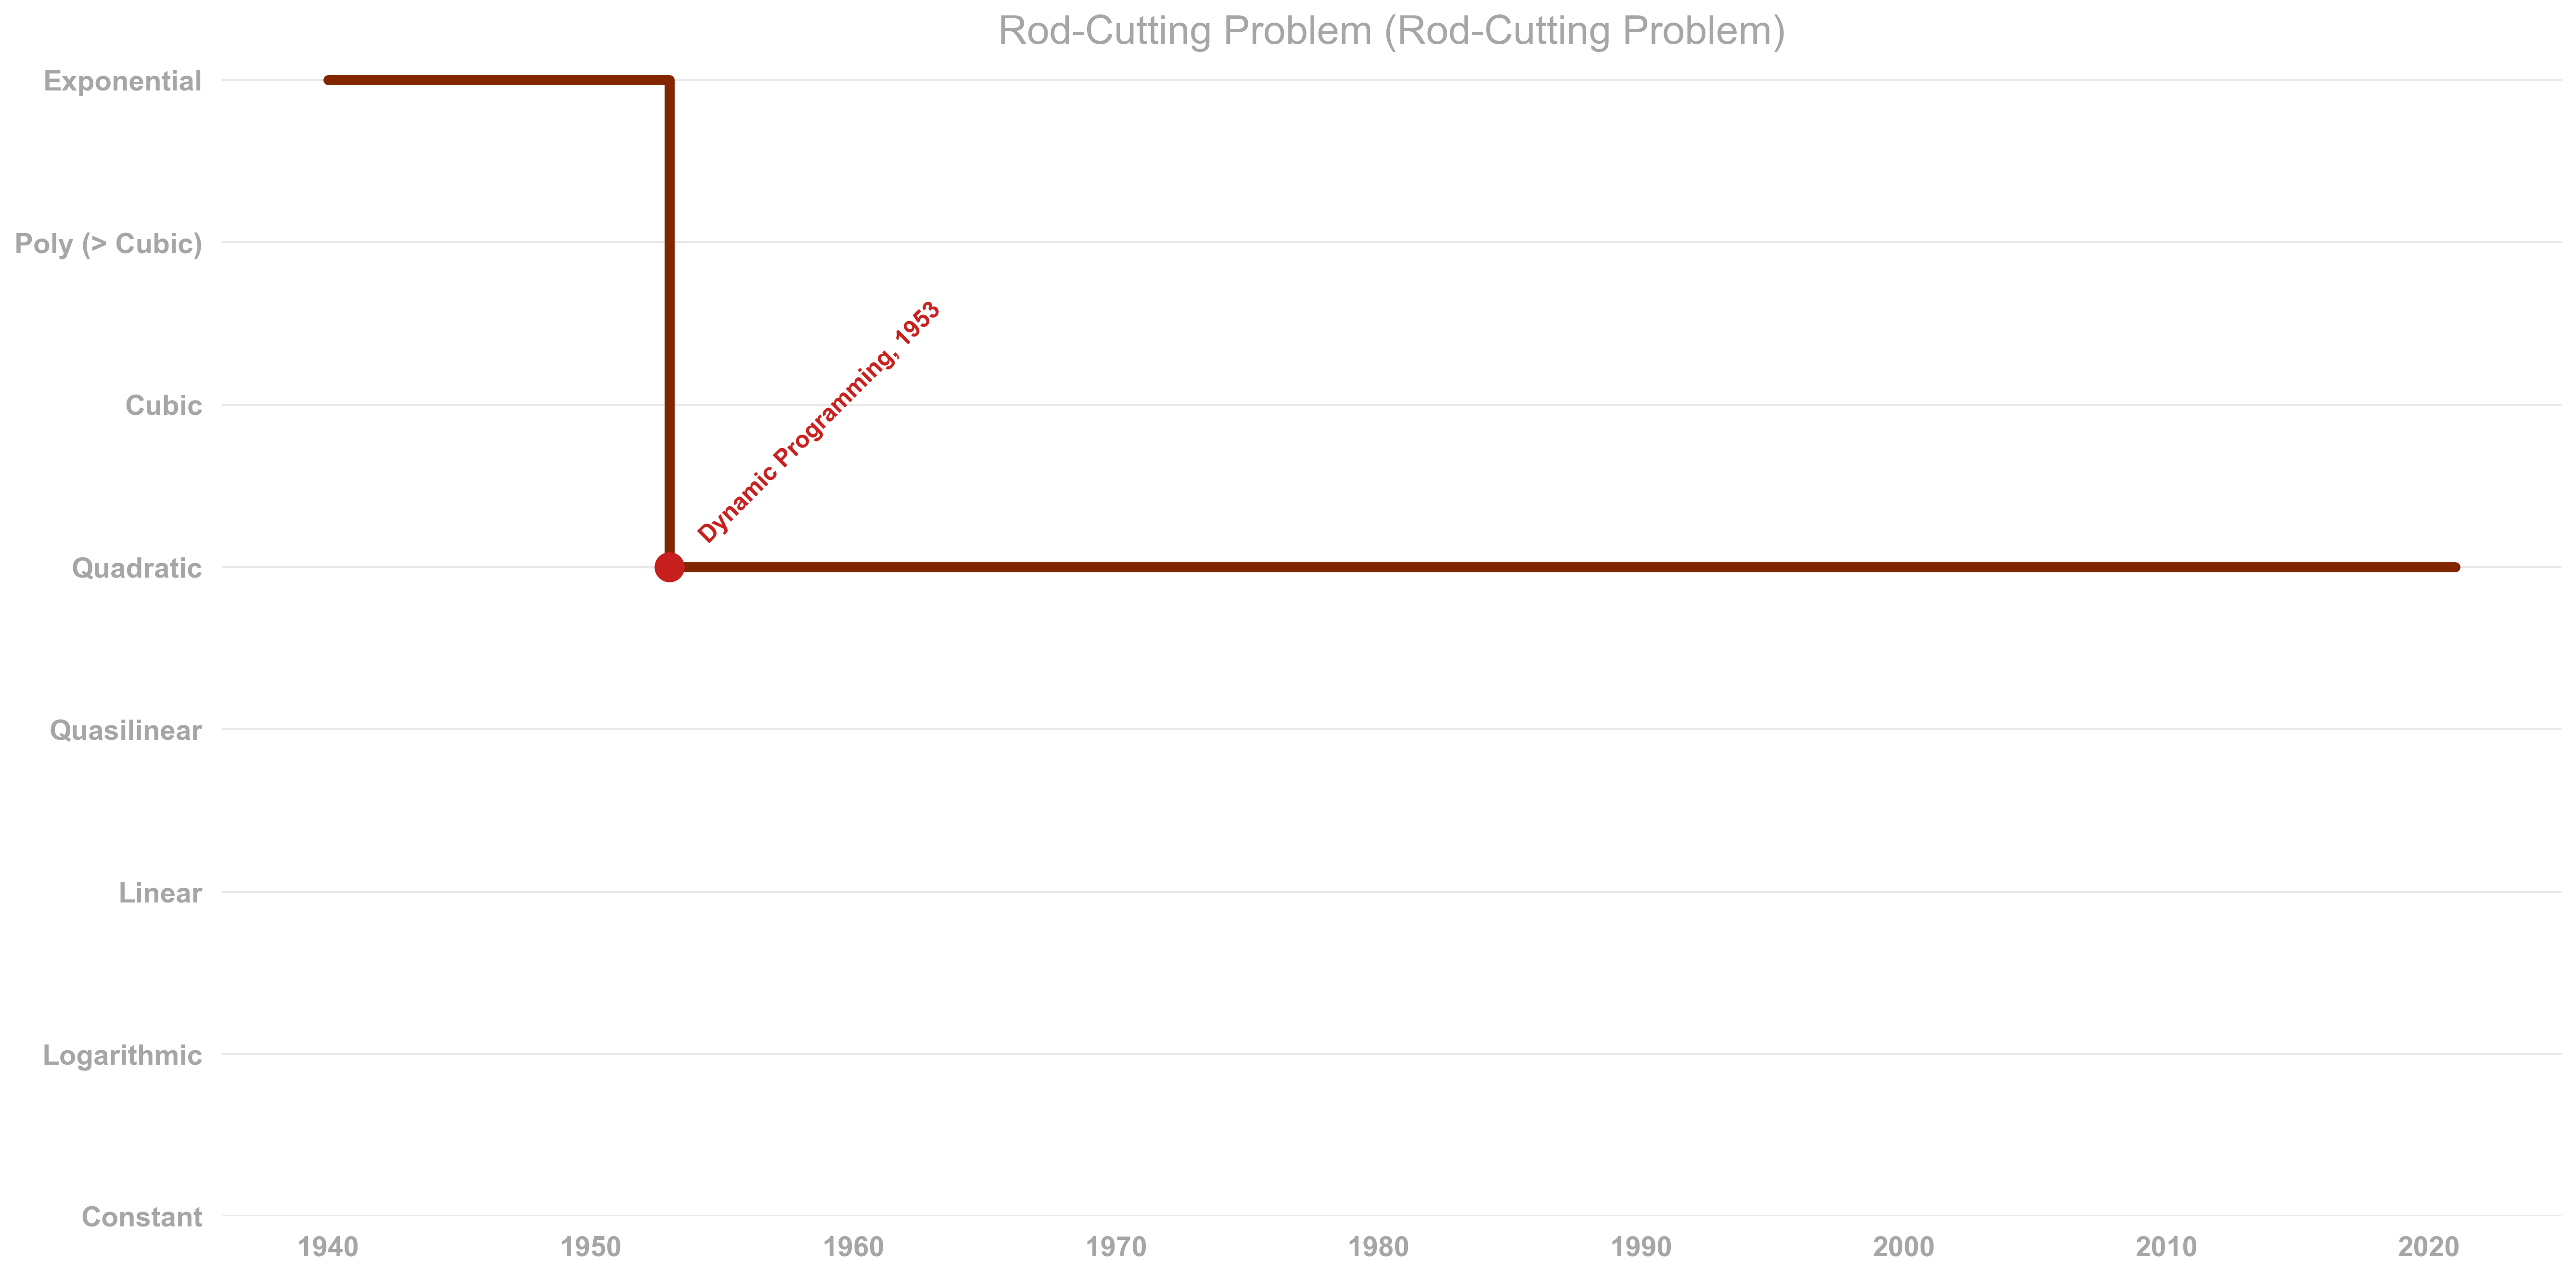 Rod-Cutting Problem (Rod-Cutting Problem)
Exponential
Poly (> Cubic)
Cubic
Quadratic
Quasilinear
Linear
Logarithmic
Constant
Dynamic Programming, 1953
1940 1950 1960 1970 1980 1990 2000 2010 2020